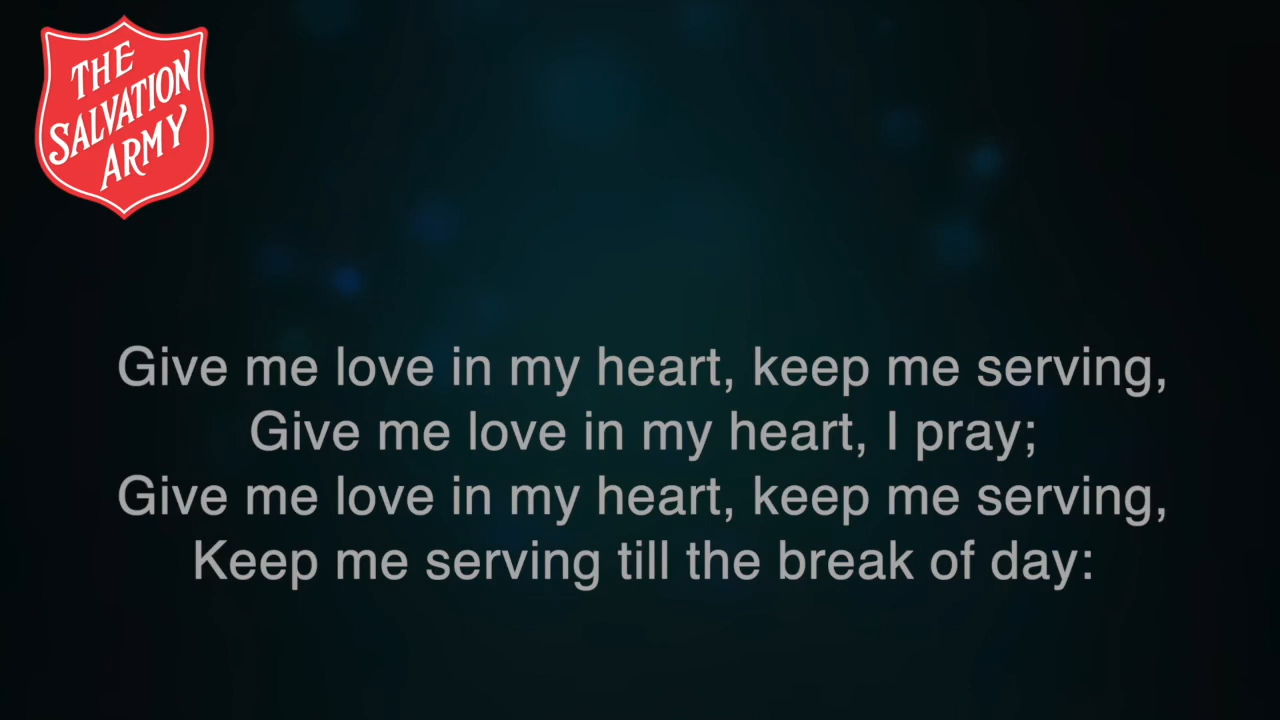 THE
SALVATION
ARMY
Give me love in my heart, keep me serving,
Give me love in my heart, I pray;
Give me love in my heart, keep me serving,
Keep me serving till the break of day: